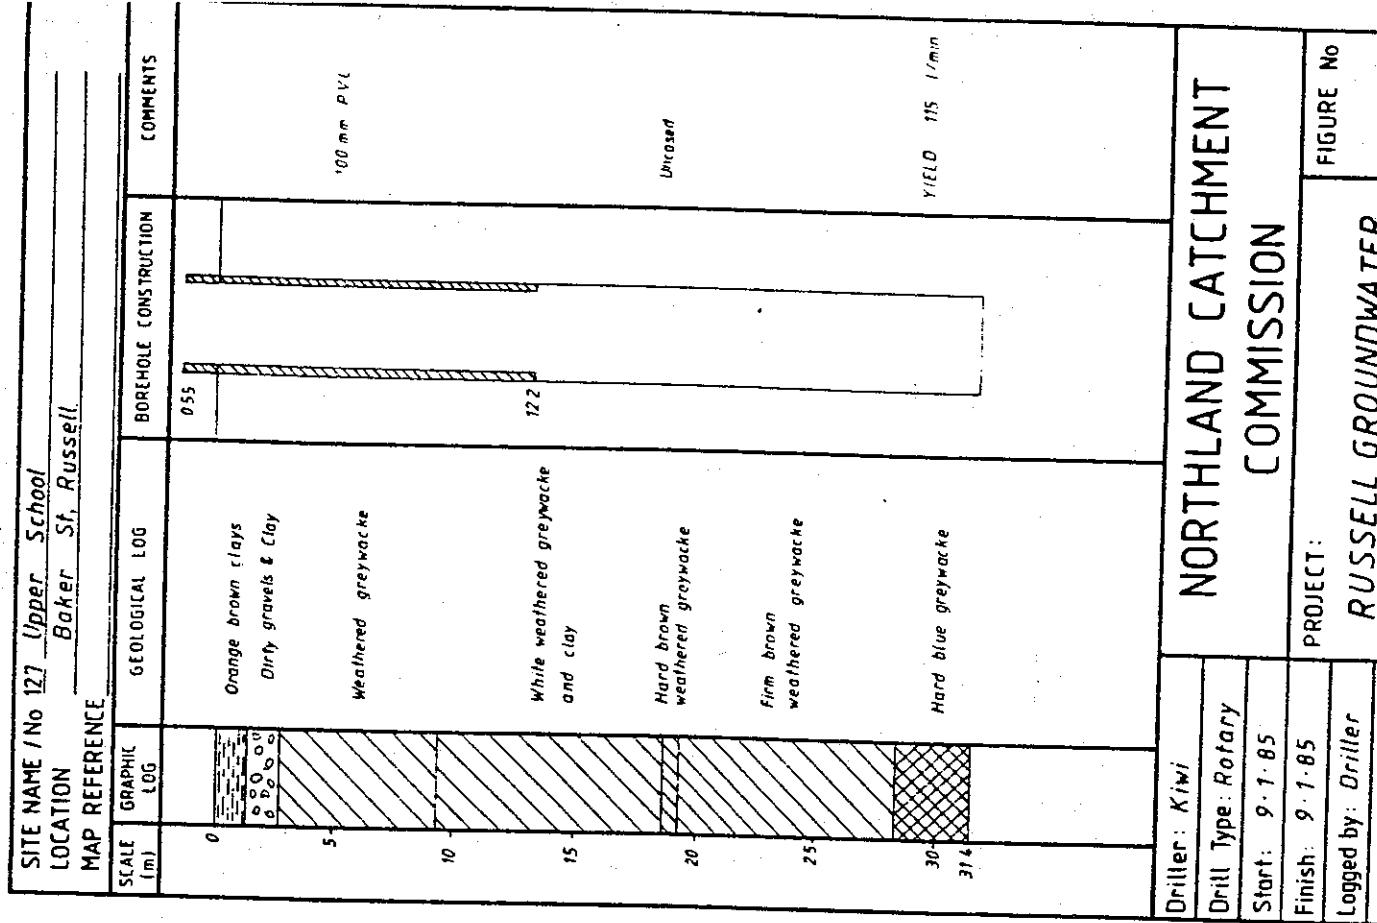 SITE NAME / No 127 Upper School
LOCATION Baker St, Russell
MAP REFERENCE
SCALE (m)
GRAPHIC LOG
GEOLOGICAL LOG
BOREHOLE CONSTRUCTION
COMMENTS
0
5
10
15
20
25
30
31 4
Orange brown clays
Dirty gravels & Clay
Weathered greywacke
White weathered greywacke
and clay
Hard brown
weathered greywacke
Firm brown
weathered greywacke
Hard blue greywacke
0 55
12 2
100 mm PVC
Uncased
YIELD 115 l/min
Driller: Kiwi
Drill Type: Rotary
Start: 9·1·85
Finish: 9·1·85
Logged by: Driller
NORTHLAND CATCHMENT
COMMISSION
PROJECT:
RUSSELL GROUNDWATER
FIGURE No